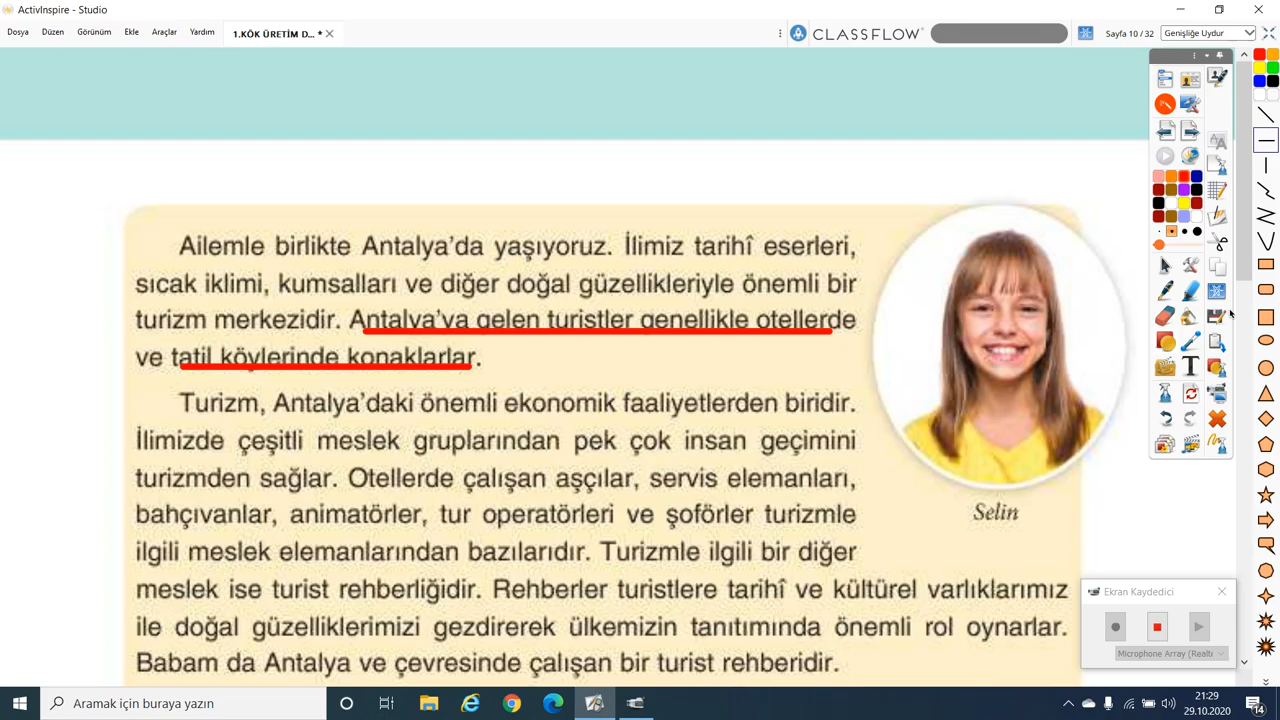 ActivInspire - Studio
Dosya Düzen Görünüm Ekle Araçlar Yardım 1.KÖK ÜRETİM D... * CLASSFLOW Sayfa 10 / 32 Genişliğe Uydur
Ailemle birlikte Antalya'da yaşıyoruz. İlimiz tarihî eserleri,
sıcak iklimi, kumsalları ve diğer doğal güzellikleriyle önemli bir
turizm merkezidir. Antalya'ya gelen turistler genellikle otellerde
ve tatil köylerinde konaklarlar.
Turizm, Antalya'daki önemli ekonomik faaliyetlerden biridir.
İlimizde çeşitli meslek gruplarından pek çok insan geçimini
turizmden sağlar. Otellerde çalışan aşçılar, servis elemanları,
bahçıvanlar, animatörler, tur operatörleri ve şoförler turizmle
ilgili meslek elemanlarından bazılarıdır. Turizmle ilgili bir diğer
meslek ise turist rehberliğidir. Rehberler turistlere tarihî ve kültürel varlıklarımız
ile doğal güzelliklerimizi gezdirerek ülkemizin tanıtımında önemli rol oynarlar.
Babam da Antalya ve çevresinde çalışan bir turist rehberidir.
Selin
Ekran Kaydedici
Microphone Array (Realte
Aramak için buraya yazın
21:29
29.10.2020
14